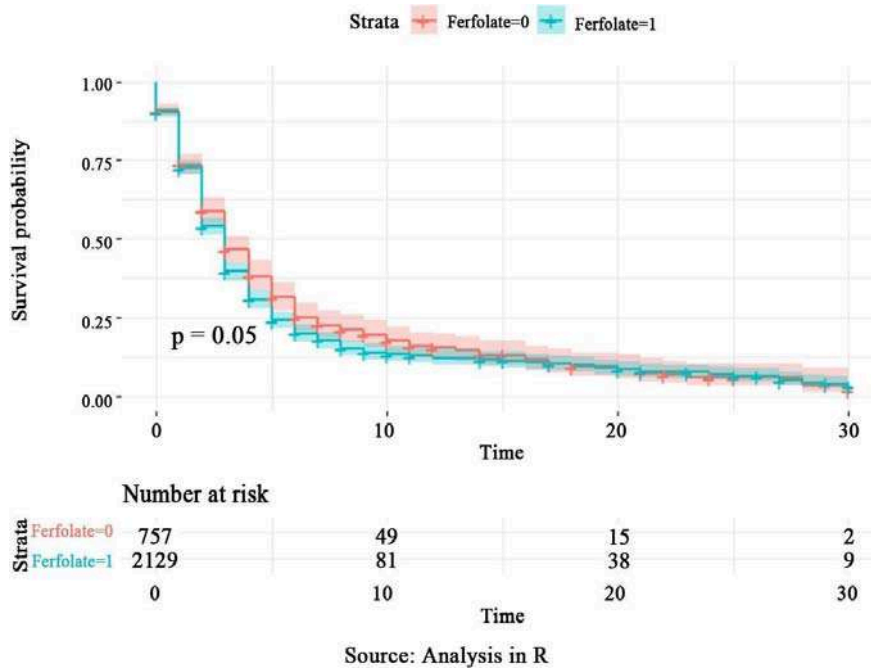 Strata Ferfolate=0 Ferfolate=1
Survival probability
1.00
0.75
0.50
0.25
0.00
p = 0.05
0 10 20 30
Time
Number at risk
Strata
Ferfolate=0 757 49 15 2
Ferfolate=1 2129 81 38 9
0 10 20 30
Time
Source: Analysis in R